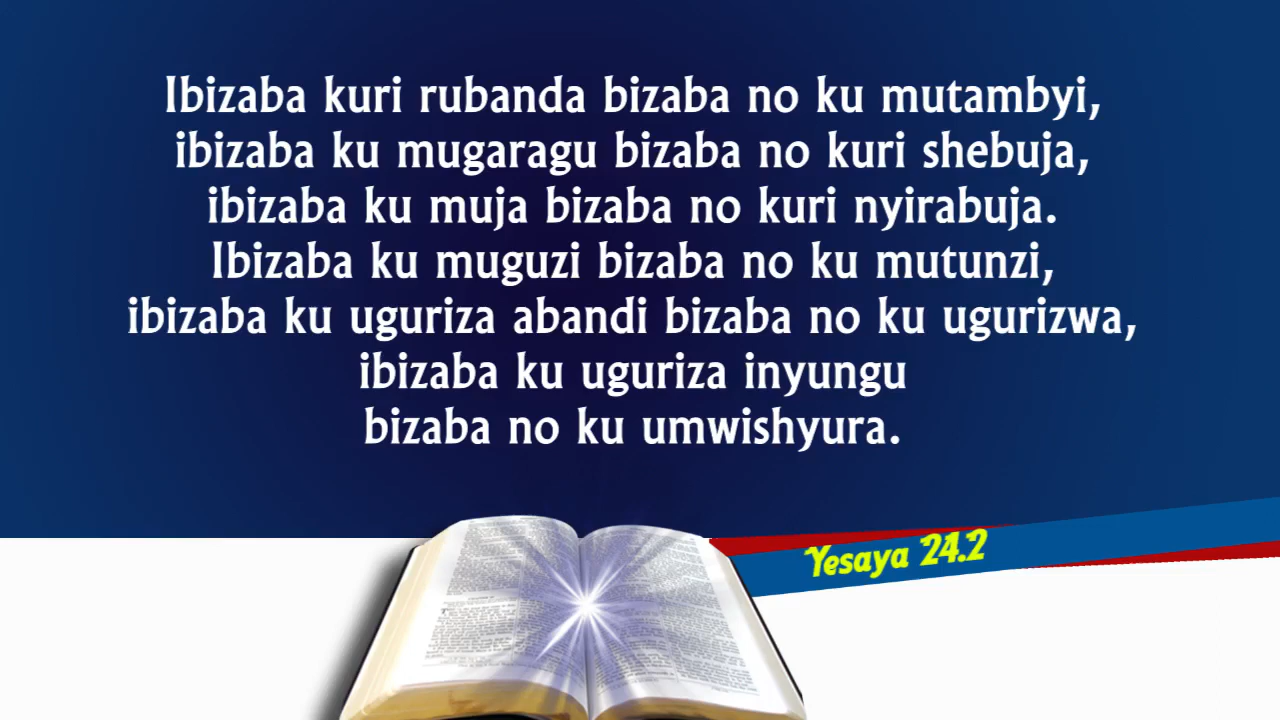 Ibizaba kuri rubanda bizaba no ku mutambyi,
ibizaba ku mugaragu bizaba no kuri shebuja,
ibizaba ku muja bizaba no kuri nyirabuja.
Ibizaba ku muguzi bizaba no ku mutunzi,
ibizaba ku uguriza abandi bizaba no ku ugurizwa,
ibizaba ku uguriza inyungu
bizaba no ku umwishyura.
Yesaya 24.2